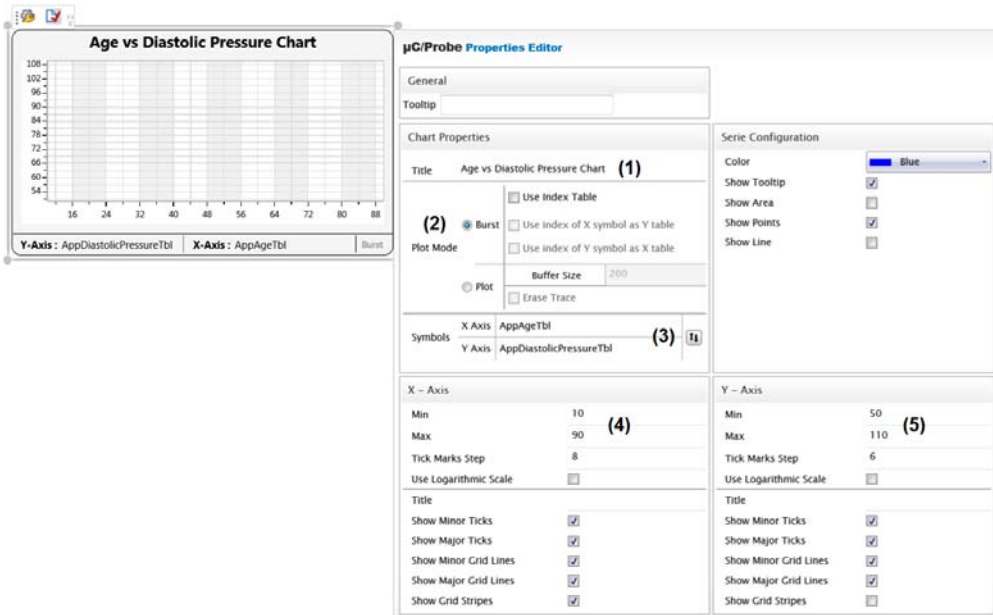 Age vs Diastolic Pressure Chart
108
102
96
90
84
78
72
66
60
54
16 24 32 40 48 56 64 72 80 88
Y-Axis : AppDiastolicPressureTbl X-Axis : AppAgeTbl Burst
µC/Probe Properties Editor
General
Tooltip
Chart Properties
Title Age vs Diastolic Pressure Chart (1)
(2)
Plot Mode
Burst
Use Index Table
Use index of X symbol as Y table
Use index of Y symbol as X table
Plot
Buffer Size 200
Erase Trace
Symbols
X Axis AppAgeTbl
Y Axis AppDiastolicPressureTbl
(3)
Serie Configuration
Color Blue
Show Tooltip
Show Area
Show Points
Show Line
X - Axis
Min 10
Max 90
(4)
Tick Marks Step 8
Use Logarithmic Scale
Title
Show Minor Ticks
Show Major Ticks
Show Minor Grid Lines
Show Major Grid Lines
Show Grid Stripes
Y - Axis
Min 50
Max 110
(5)
Tick Marks Step 6
Use Logarithmic Scale
Title
Show Minor Ticks
Show Major Ticks
Show Minor Grid Lines
Show Major Grid Lines
Show Grid Stripes